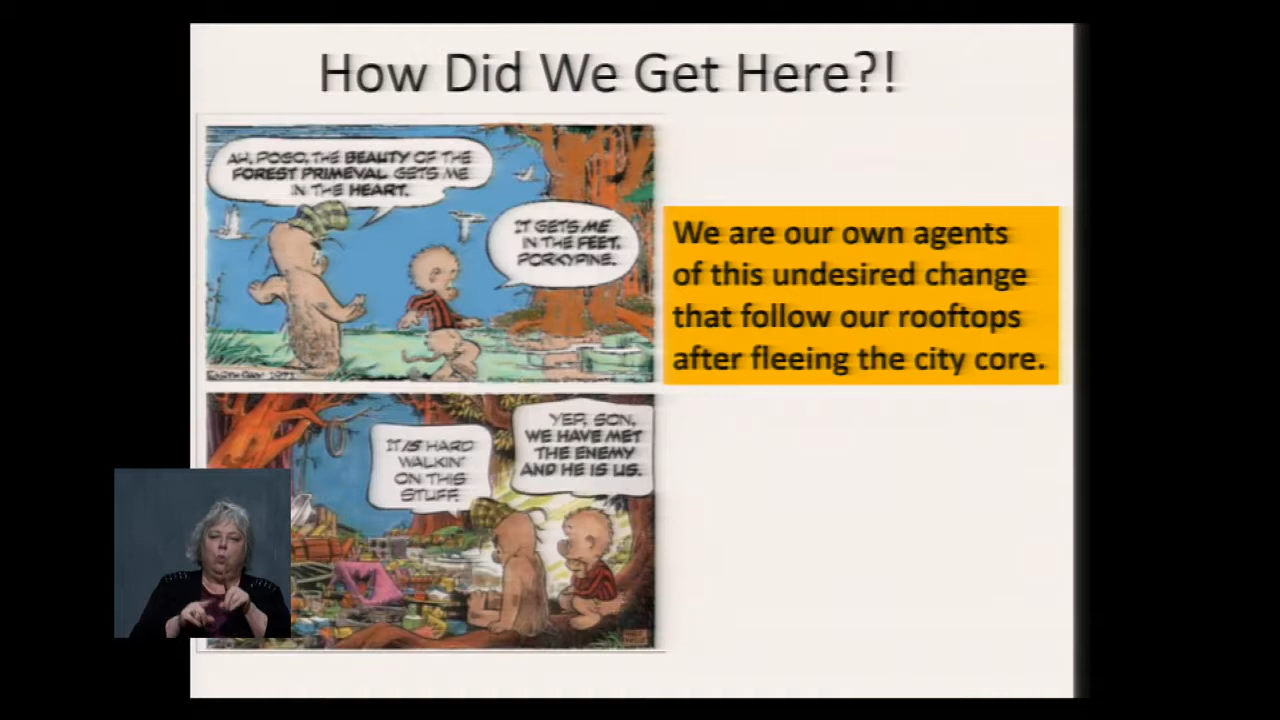 How Did We Get Here?!
AH, POGO, THE BEAUTY OF THE
FOREST PRIMEVAL GETS ME
IN THE HEART.
IT GETS ME
IN THE FEET,
PORKYPINE.
We are our own agents
of this undesired change
that follow our rooftops
after fleeing the city core.
IT IS HARD
WALKIN'
ON THIS
STUFF.
YEP, SON,
WE HAVE MET
THE ENEMY
AND HE IS US.